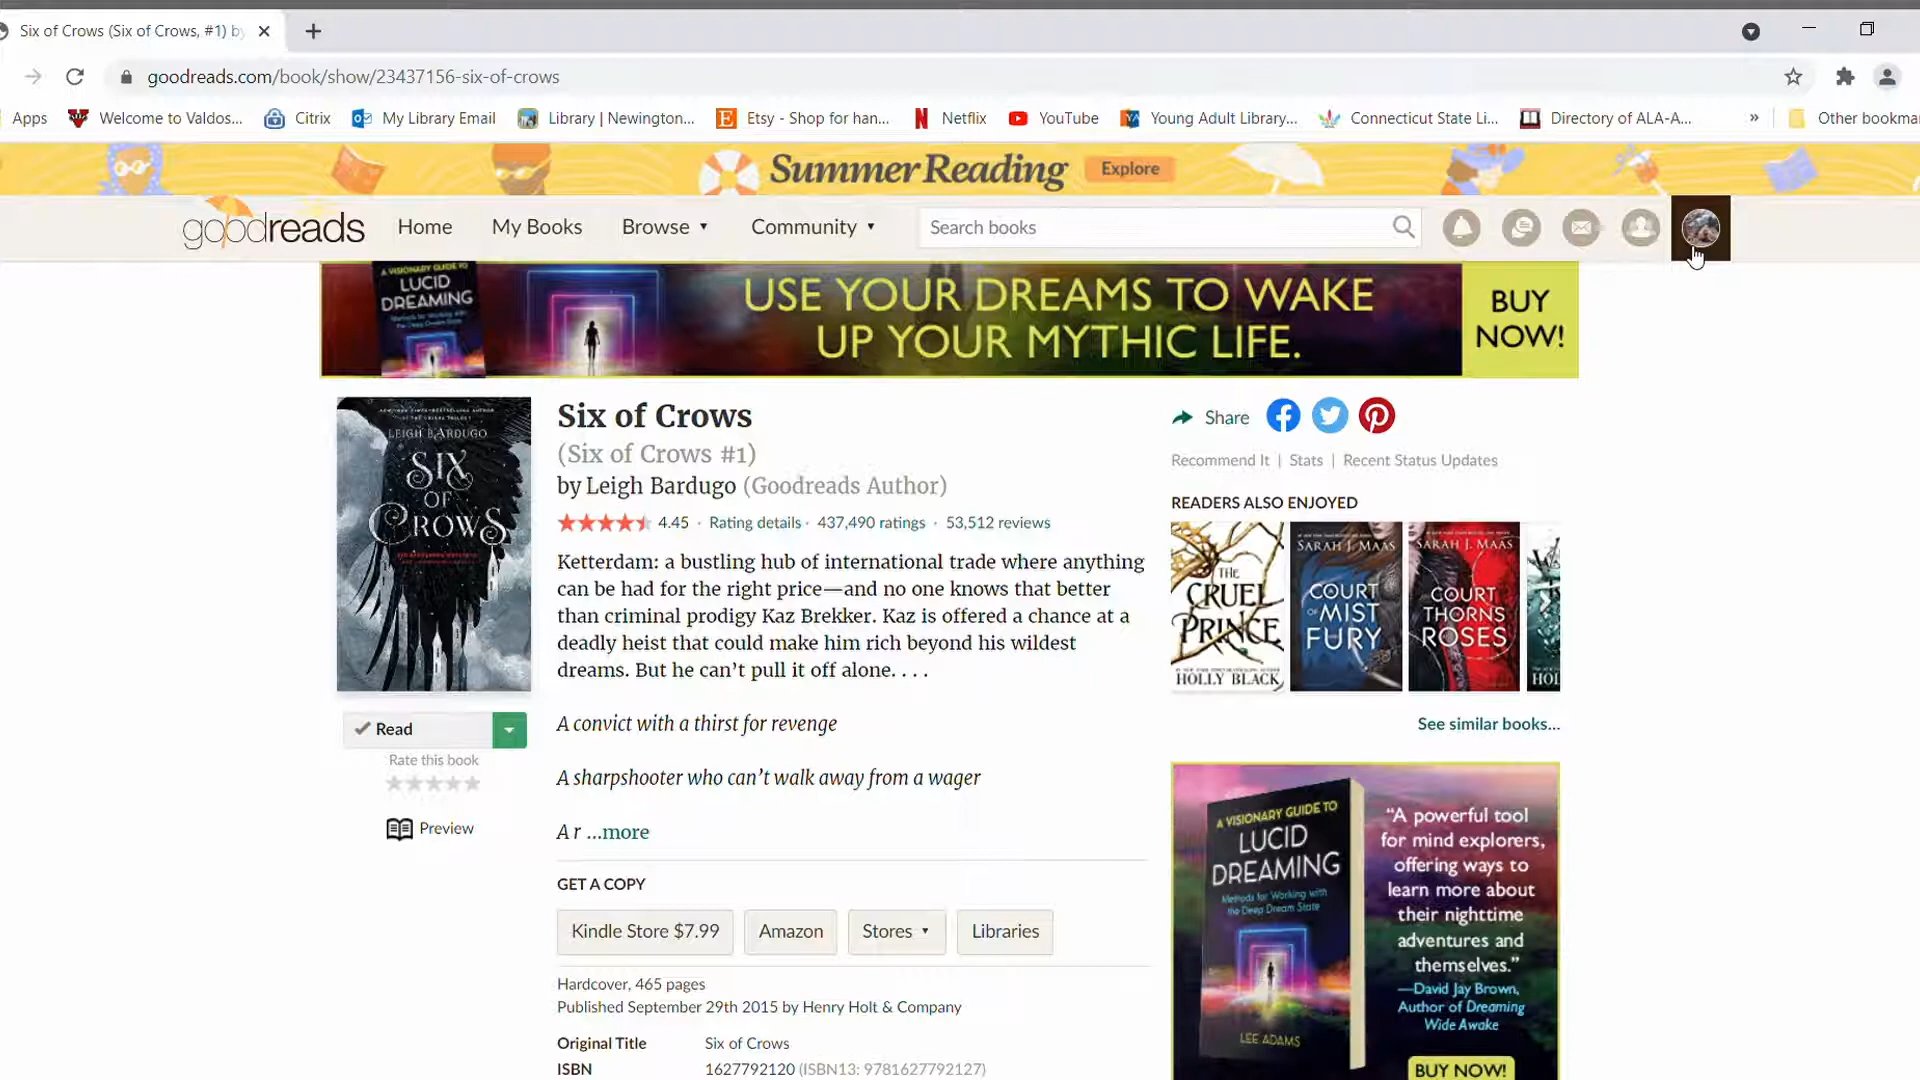 Six of Crows (Six of Crows, #1) by
goodreads.com/book/show/23437156-six-of-crows
Apps
Welcome to Valdos...
Citrix
My Library Email
Library | Newington...
Etsy - Shop for han...
Netflix
YouTube
Young Adult Library...
Connecticut State Li...
Directory of ALA-A...
»
Other bookma
Summer Reading
Explore
goodreads
Home
My Books
Browse ▾
Community ▾
Search books
A VISIONARY GUIDE TO
LUCID
DREAMING
USE YOUR DREAMS TO WAKE
UP YOUR MYTHIC LIFE.
BUY
NOW!
LEIGH BARDUGO
SIX
OF
CROWS
Six of Crows
(Six of Crows #1)
by Leigh Bardugo (Goodreads Author)
4.45 · Rating details · 437,490 ratings · 53,512 reviews
Ketterdam: a bustling hub of international trade where anything
can be had for the right price—and no one knows that better
than criminal prodigy Kaz Brekker. Kaz is offered a chance at a
deadly heist that could make him rich beyond his wildest
dreams. But he can’t pull it off alone. . . .
A convict with a thirst for revenge
A sharpshooter who can’t walk away from a wager
A r ...more
Read
Rate this book
Preview
GET A COPY
Kindle Store $7.99
Amazon
Stores ▾
Libraries
Hardcover, 465 pages
Published September 29th 2015 by Henry Holt & Company
Original Title Six of Crows
ISBN 1627792120 (ISBN13: 9781627792127)
Share
Recommend It | Stats | Recent Status Updates
READERS ALSO ENJOYED
THE
CRUEL
PRINCE
HOLLY BLACK
SARAH J. MAAS
A COURT
OF MIST
AND FURY
SARAH J. MAAS
A COURT
OF THORNS
AND ROSES
HOL
See similar books...
A VISIONARY GUIDE TO
LUCID
DREAMING
Methods for Working with
the Deep Dream State
LEE ADAMS
“A powerful tool
for mind explorers,
offering ways to
learn more about
their nighttime
adventures and
themselves.”
—David Jay Brown,
Author of Dreaming
Wide Awake
BUY NOW!